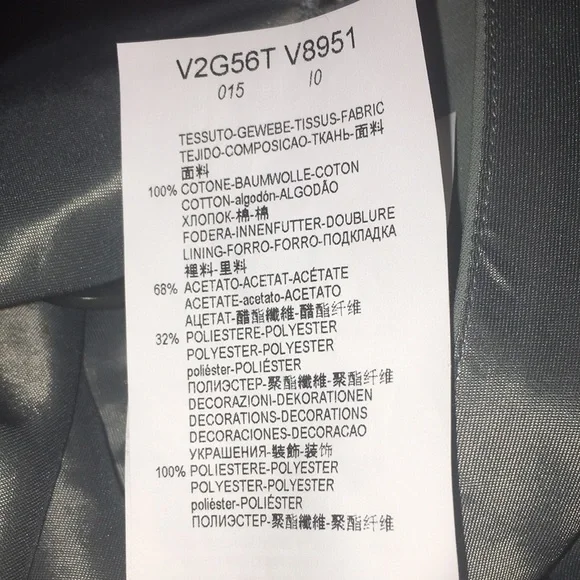 V2G56T V8951
015 10
TESSUTO-GEWEBE-TISSUS-FABRIC
TEJIDO-COMPOSICAO-ТКАНЬ-面料
面料
100% COTONE-BAUMWOLLE-COTON
COTTON-algodón-ALGODÃO
ХЛОПОК-棉-棉
FODERA-INNENFUTTER-DOUBLURE
LINING-FORRO-FORRO-ПОДКЛАДКА
裡料-里料
68% ACETATO-ACETAT-ACÉTATE
ACETATE-acetato-ACETATO
АЦЕТАТ-醋酯纖維-醋酯纤维
32% POLIESTERE-POLYESTER
POLYESTER-POLYESTER
poliéster-POLIÉSTER
ПОЛИЭСТЕР-聚酯纖維-聚酯纤维
DECORAZIONI-DEKORATIONEN
DECORATIONS-DEKORATIONS
DECORACIONES-DECORACAO
УКРАШЕНИЯ-裝飾-装饰
100% POLIESTERE-POLYESTER
POLYESTER-POLYESTER
poliéster-POLIÉSTER
ПОЛИЭСТЕР-聚酯纖維-聚酯纤维